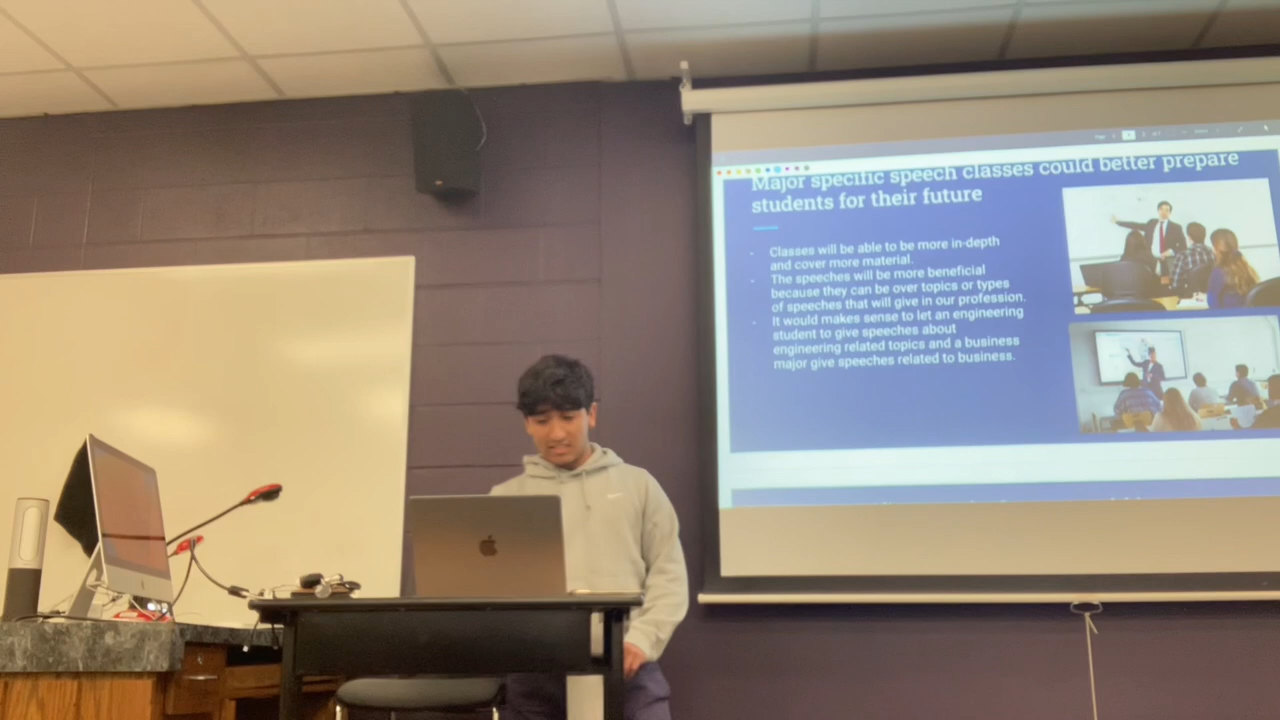 Major specific speech classes could better prepare
students for their future
- Classes will be able to be more in-depth
and cover more material.
- The speeches will be more beneficial
because they can be over topics or types
of speeches that will give in our profession.
- It would makes sense to let an engineering
student to give speeches about
engineering related topics and a business
major give speeches related to business.